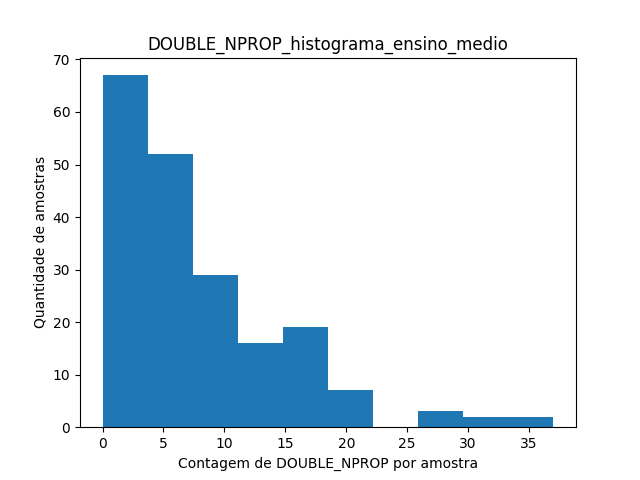 DOUBLE_NPROP_histograma_ensino_medio
70
60
50
40
30
20
10
0
Quantidade de amostras
0 5 10 15 20 25 30 35
Contagem de DOUBLE_NPROP por amostra